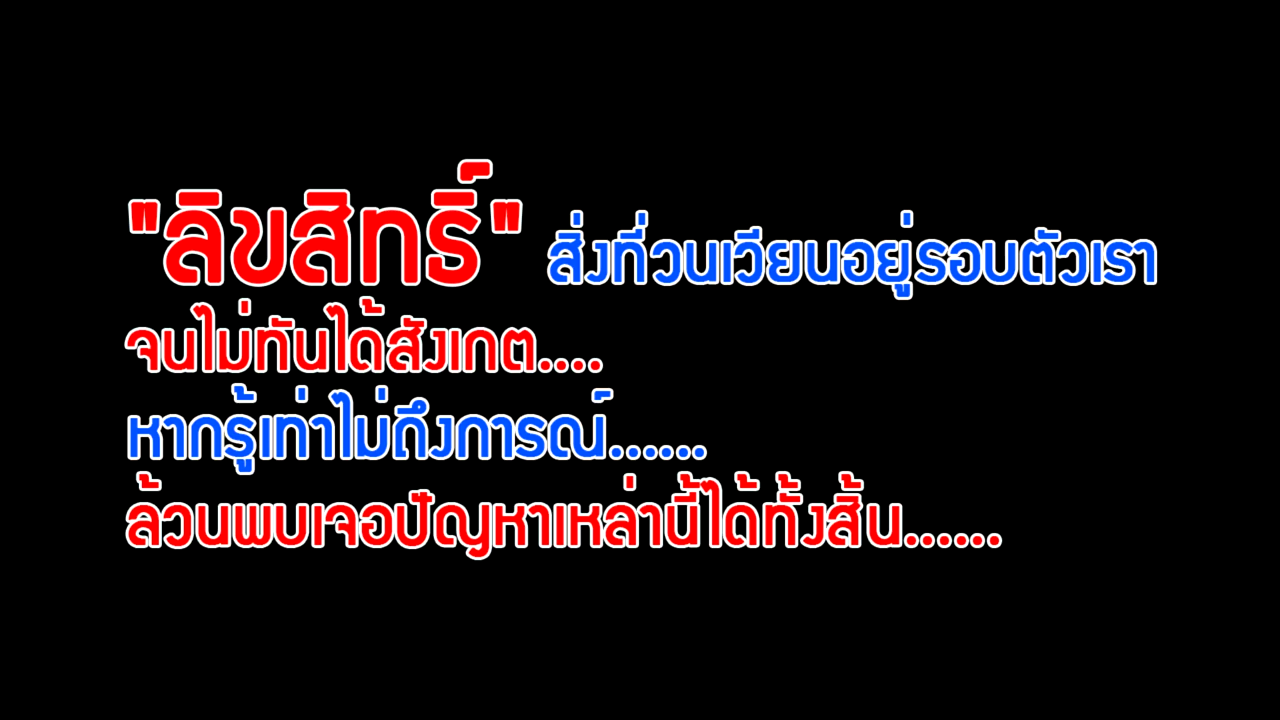 "ลิขสิทธิ์" สิ่งที่วนเวียนอยู่รอบตัวเรา
จนไม่ทันได้สังเกต....
หากรู้เท่าไม่ถึงการณ์......
ล้วนพบเจอปัญหาเหล่านี้ได้ทั้งสิ้น......